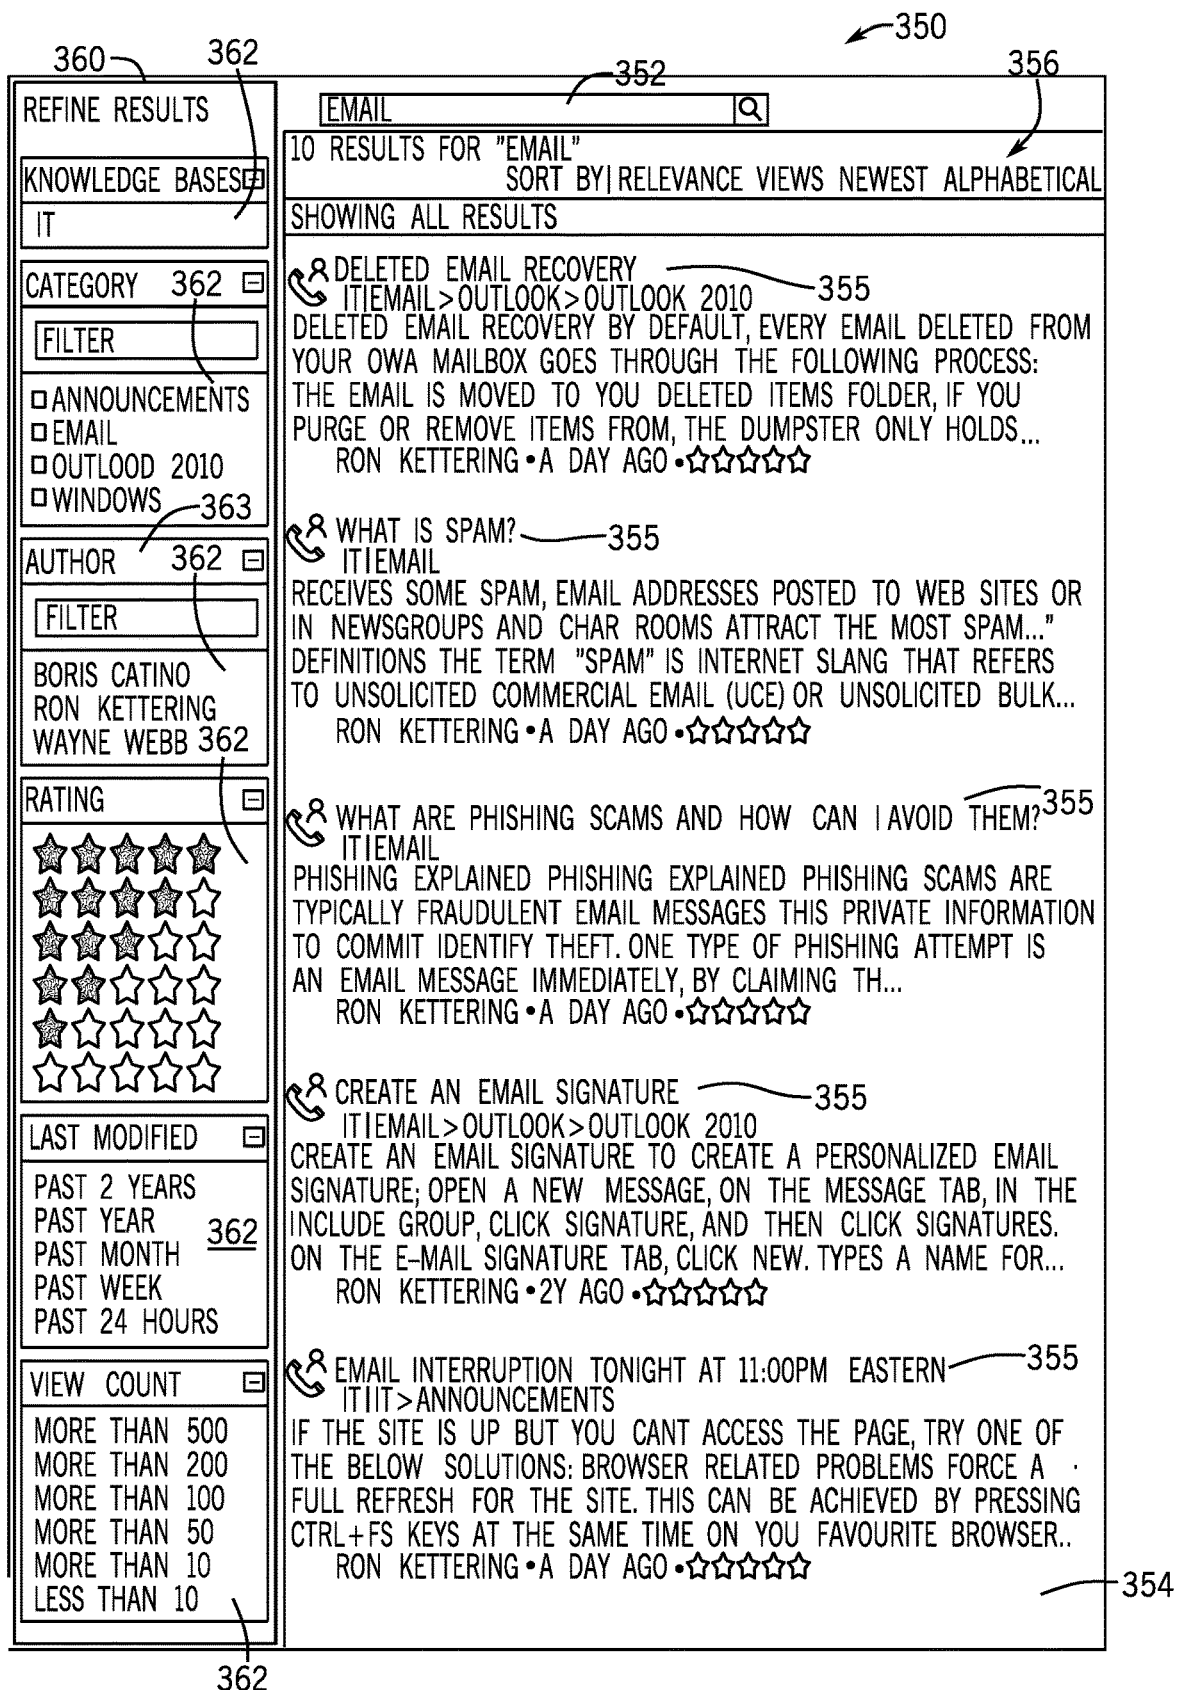 350
360
362
352
356
REFINE RESULTS
KNOWLEDGE BASES
362
IT
CATEGORY 362
FILTER
ANNOUNCEMENTS
EMAIL
OUTLOOD 2010
WINDOWS
363
AUTHOR 362
FILTER
BORIS CATINO
RON KETTERING
WAYNE WEBB 362
RATING
LAST MODIFIED
PAST 2 YEARS
PAST YEAR
PAST MONTH
362
PAST WEEK
PAST 24 HOURS
VIEW COUNT
MORE THAN 500
MORE THAN 200
MORE THAN 100
MORE THAN 50
MORE THAN 10
LESS THAN 10
362
EMAIL
10 RESULTS FOR "EMAIL"
SORT BY| RELEVANCE VIEWS NEWEST ALPHABETICAL
SHOWING ALL RESULTS
DELETED EMAIL RECOVERY
355
IT|EMAIL>OUTLOOK>OUTLOOK 2010
DELETED EMAIL RECOVERY BY DEFAULT, EVERY EMAIL DELETED FROM
YOUR OWA MAILBOX GOES THROUGH THE FOLLOWING PROCESS:
THE EMAIL IS MOVED TO YOU DELETED ITEMS FOLDER, IF YOU
PURGE OR REMOVE ITEMS FROM, THE DUMPSTER ONLY HOLDS...
RON KETTERING •A DAY AGO •☆☆☆☆☆
WHAT IS SPAM?
355
IT|EMAIL
RECEIVES SOME SPAM, EMAIL ADDRESSES POSTED TO WEB SITES OR
IN NEWSGROUPS AND CHAR ROOMS ATTRACT THE MOST SPAM..."
DEFINITIONS THE TERM "SPAM" IS INTERNET SLANG THAT REFERS
TO UNSOLICITED COMMERCIAL EMAIL (UCE) OR UNSOLICITED BULK...
RON KETTERING •A DAY AGO •☆☆☆☆☆
355
WHAT ARE PHISHING SCAMS AND HOW CAN I AVOID THEM?
IT|EMAIL
PHISHING EXPLAINED PHISHING EXPLAINED PHISHING SCAMS ARE
TYPICALLY FRAUDULENT EMAIL MESSAGES THIS PRIVATE INFORMATION
TO COMMIT IDENTIFY THEFT. ONE TYPE OF PHISHING ATTEMPT IS
AN EMAIL MESSAGE IMMEDIATELY, BY CLAIMING TH...
RON KETTERING •A DAY AGO •☆☆☆☆☆
CREATE AN EMAIL SIGNATURE
355
IT|EMAIL>OUTLOOK>OUTLOOK 2010
CREATE AN EMAIL SIGNATURE TO CREATE A PERSONALIZED EMAIL
SIGNATURE; OPEN A NEW MESSAGE, ON THE MESSAGE TAB, IN THE
INCLUDE GROUP, CLICK SIGNATURE, AND THEN CLICK SIGNATURES.
ON THE E-MAIL SIGNATURE TAB, CLICK NEW. TYPES A NAME FOR...
RON KETTERING •2Y AGO •☆☆☆☆☆
EMAIL INTERRUPTION TONIGHT AT 11:00PM EASTERN
355
IT|IT>ANNOUNCEMENTS
IF THE SITE IS UP BUT YOU CANT ACCESS THE PAGE, TRY ONE OF
THE BELOW SOLUTIONS: BROWSER RELATED PROBLEMS FORCE A
FULL REFRESH FOR THE SITE. THIS CAN BE ACHIEVED BY PRESSING
CTRL+FS KEYS AT THE SAME TIME ON YOU FAVOURITE BROWSER..
RON KETTERING •A DAY AGO •☆☆☆☆☆
354